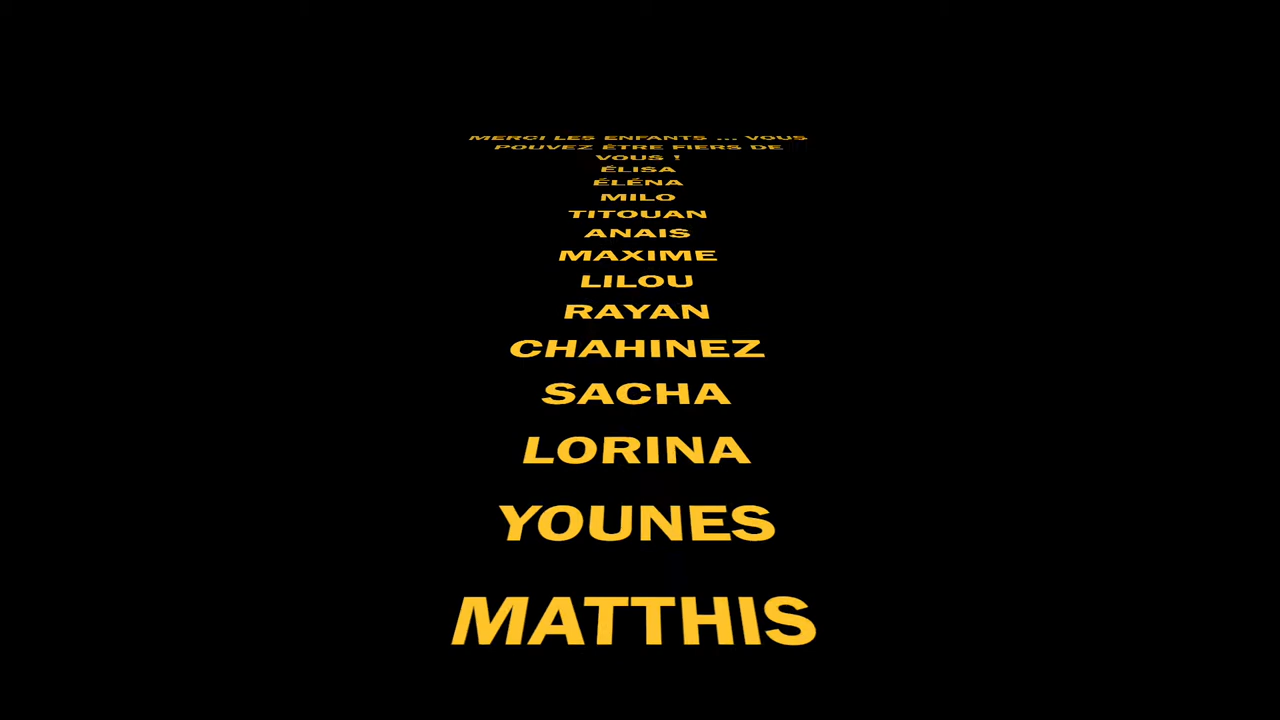 MERCI LES ENFANTS ... VOUS
POUVEZ ÊTRE FIERS DE
VOUS !
ÉLISA
ÉLÉNA
MILO
TITOUAN
ANAIS
MAXIME
LILOU
RAYAN
CHAHINEZ
SACHA
LORINA
YOUNES
MATTHIS